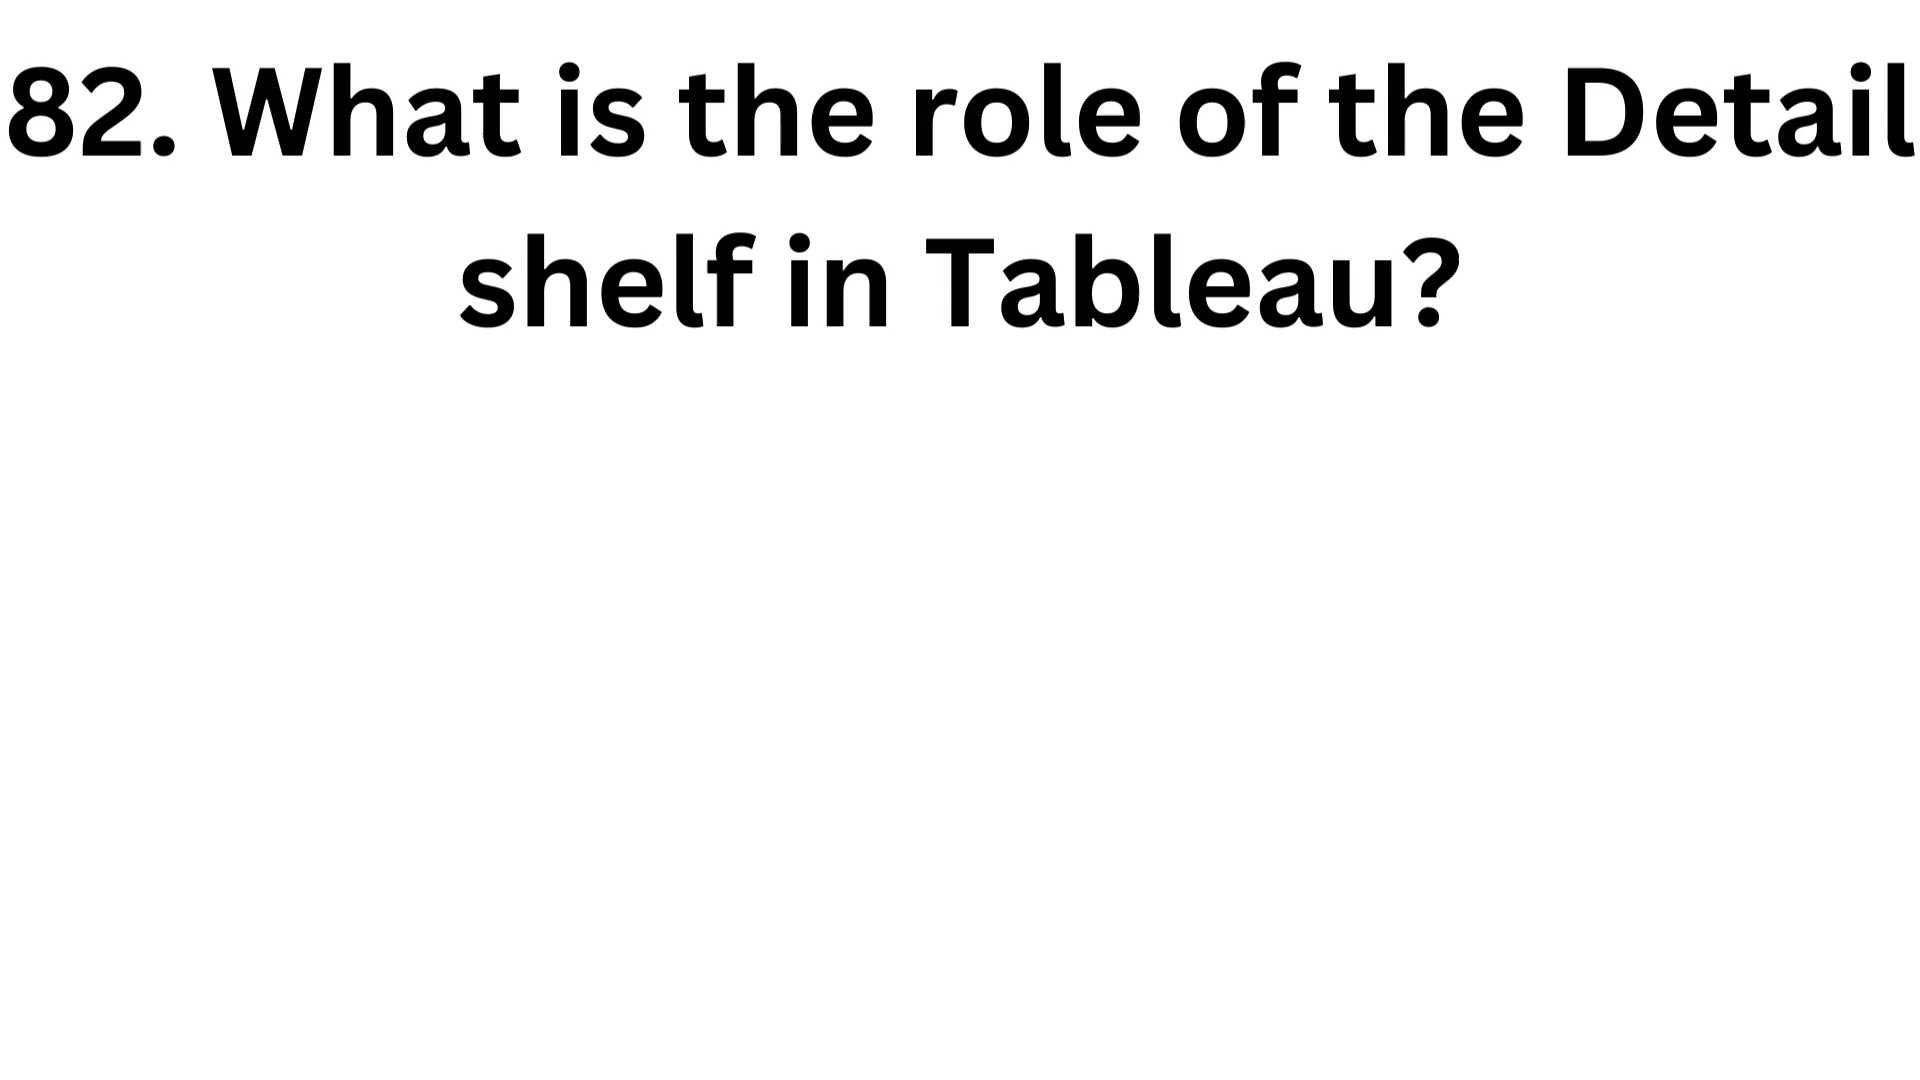 82. What is the role of the Detail
shelf in Tableau?